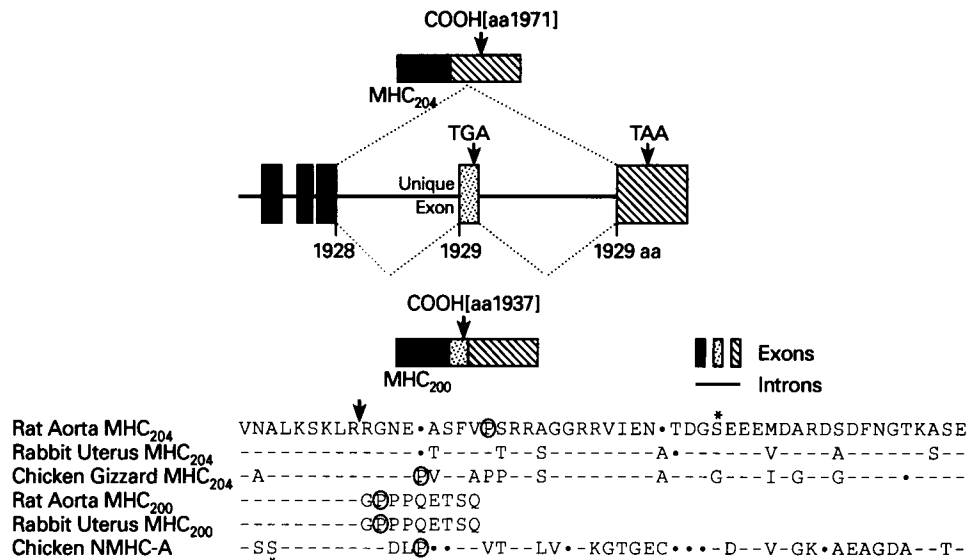 COOH[aa1971]
MHC204
TGA
TAA
Unique
Exon
1928
1929
1929 aa
COOH[aa1937]
MHC200
Exons
Introns
*
Rat Aorta MHC204 VNALKSKLRRGNE•ASFVPSRRAGGRRVIEN•TDGSEEEMDARDSDFNGTKASE
Rabbit Uterus MHC204 -------------•T----T--S--------A•------V----A------S--
Chicken Gizzard MHC204 -A-----------PV--APP--S--------A---G---I-G--A----•----
Rat Aorta MHC200 ---------GPPPQETSQ
Rabbit Uterus MHC200 ---------GPPPQETSQ
Chicken NMHC-A -SS--------DLP••--VT--LV•-KGTGEC•••D-GK•AEAGDA--T-
*